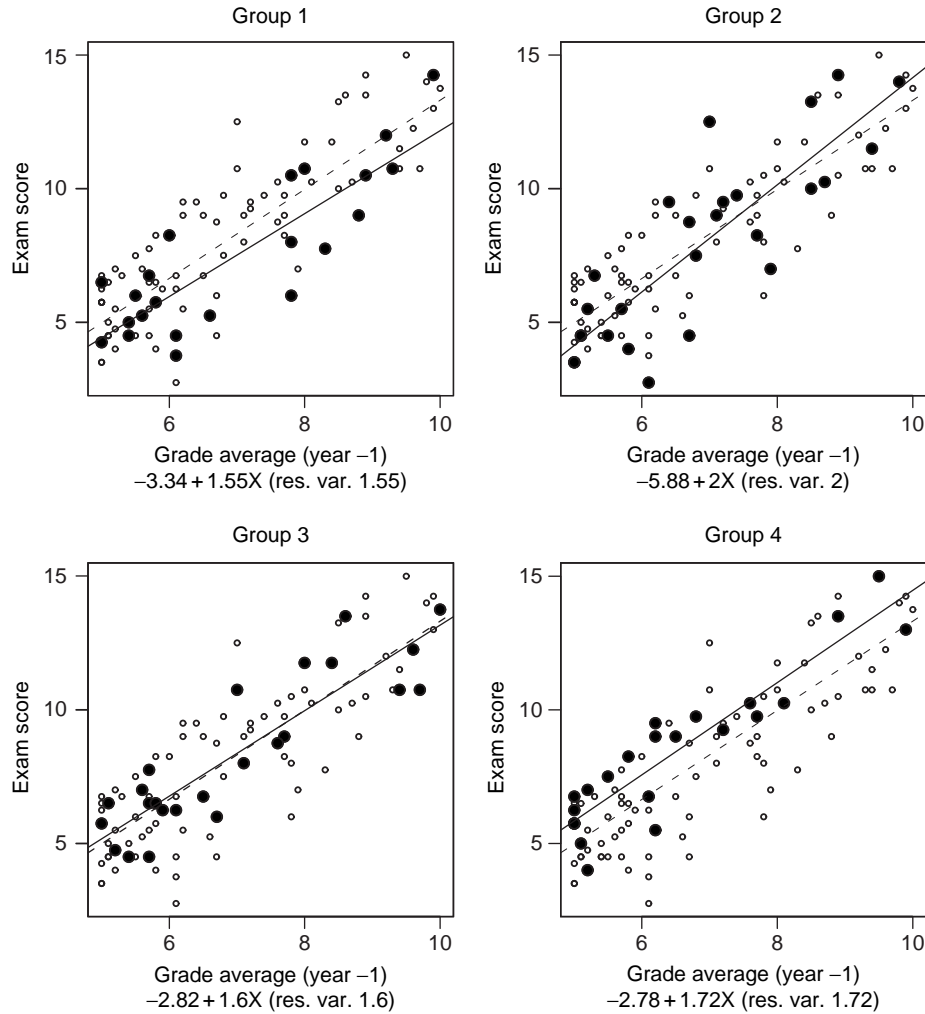 Group 1
15
10
5
Exam score
6
8
10
Grade average (year −1)
−3.34 + 1.55X (res. var. 1.55)
Group 2
15
10
5
Exam score
6
8
10
Grade average (year −1)
−5.88 + 2X (res. var. 2)
Group 3
15
10
5
Exam score
6
8
10
Grade average (year −1)
−2.82 + 1.6X (res. var. 1.6)
Group 4
15
10
5
Exam score
6
8
10
Grade average (year −1)
−2.78 + 1.72X (res. var. 1.72)